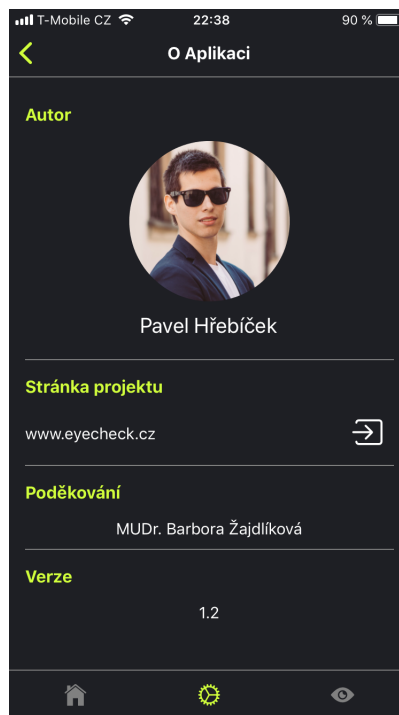 T-Mobile CZ 22:38 90 %
O Aplikaci
Autor
Pavel Hřebíček
Stránka projektu
www.eyecheck.cz
Poděkování
MUDr. Barbora Žajdlíková
Verze
1.2